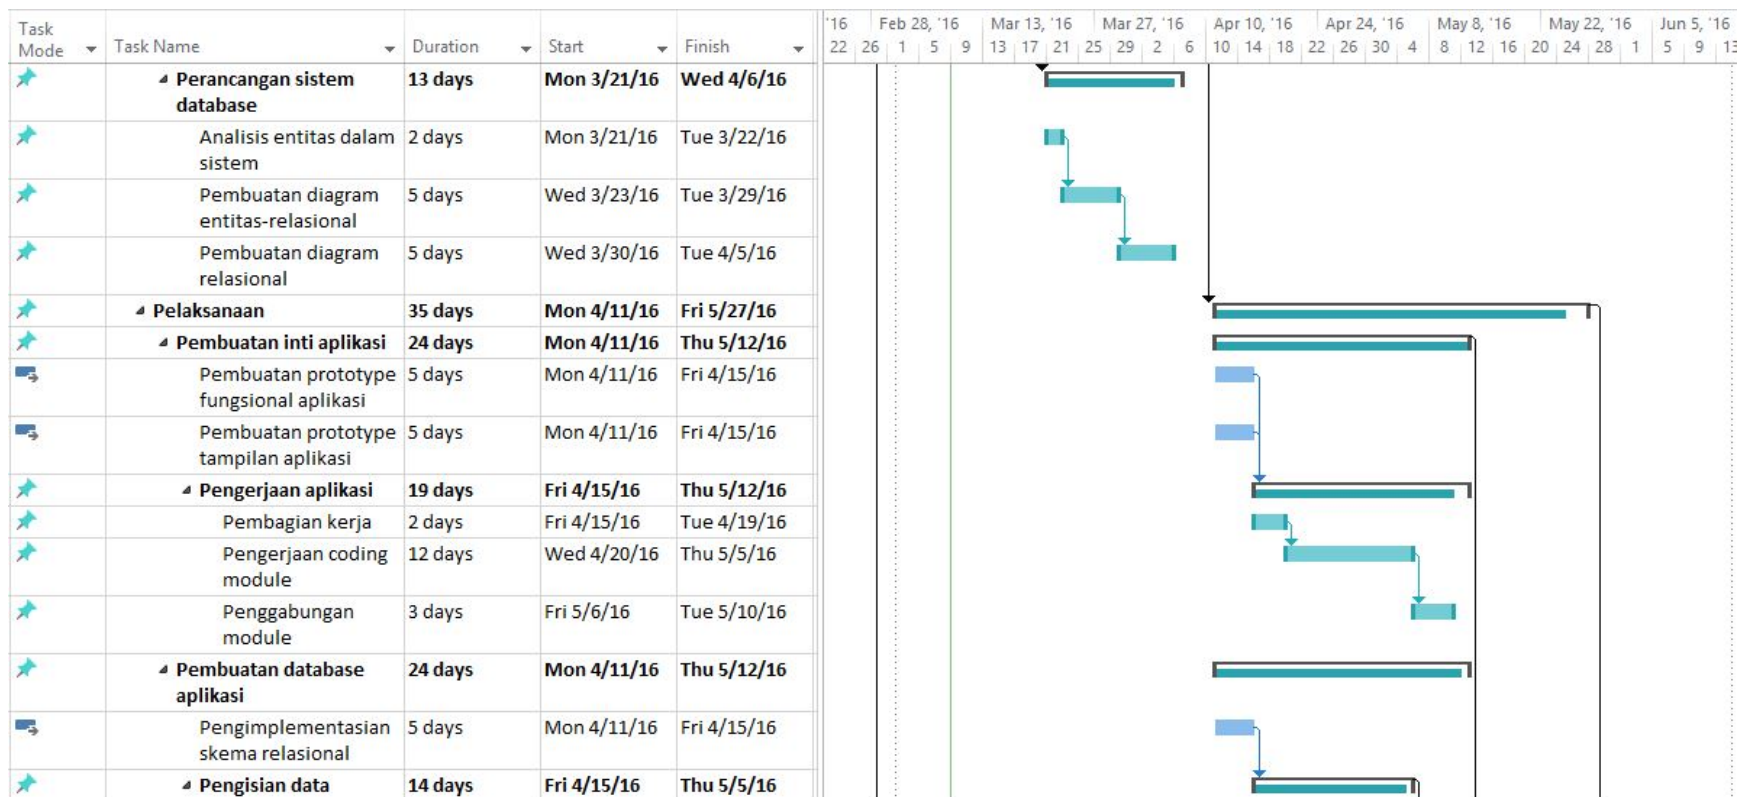 Task
Mode
Task Name
Duration
Start
Finish
'16
Feb 28, '16
Mar 13, '16
Mar 27, '16
Apr 10, '16
Apr 24, '16
May 8, '16
May 22, '16
Jun 5, '16
22 26 1 5 9 13 17 21 25 29 2 6 10 14 18 22 26 30 4 8 12 16 20 24 28 1 5 9 13
Perancangan sistem
database
13 days
Mon 3/21/16
Wed 4/6/16
Analisis entitas dalam
sistem
2 days
Mon 3/21/16
Tue 3/22/16
Pembuatan diagram
entitas-relasional
5 days
Wed 3/23/16
Tue 3/29/16
Pembuatan diagram
relasional
5 days
Wed 3/30/16
Tue 4/5/16
Pelaksanaan
35 days
Mon 4/11/16
Fri 5/27/16
Pembuatan inti aplikasi
24 days
Mon 4/11/16
Thu 5/12/16
Pembuatan prototype
fungsional aplikasi
5 days
Mon 4/11/16
Fri 4/15/16
Pembuatan prototype
tampilan aplikasi
5 days
Mon 4/11/16
Fri 4/15/16
Pengerjaan aplikasi
19 days
Fri 4/15/16
Thu 5/12/16
Pembagian kerja
2 days
Fri 4/15/16
Tue 4/19/16
Pengerjaan coding
module
12 days
Wed 4/20/16
Thu 5/5/16
Penggabungan
module
3 days
Fri 5/6/16
Tue 5/10/16
Pembuatan database
aplikasi
24 days
Mon 4/11/16
Thu 5/12/16
Pengimplementasian
skema relasional
5 days
Mon 4/11/16
Fri 4/15/16
Pengisian data
14 days
Fri 4/15/16
Thu 5/5/16